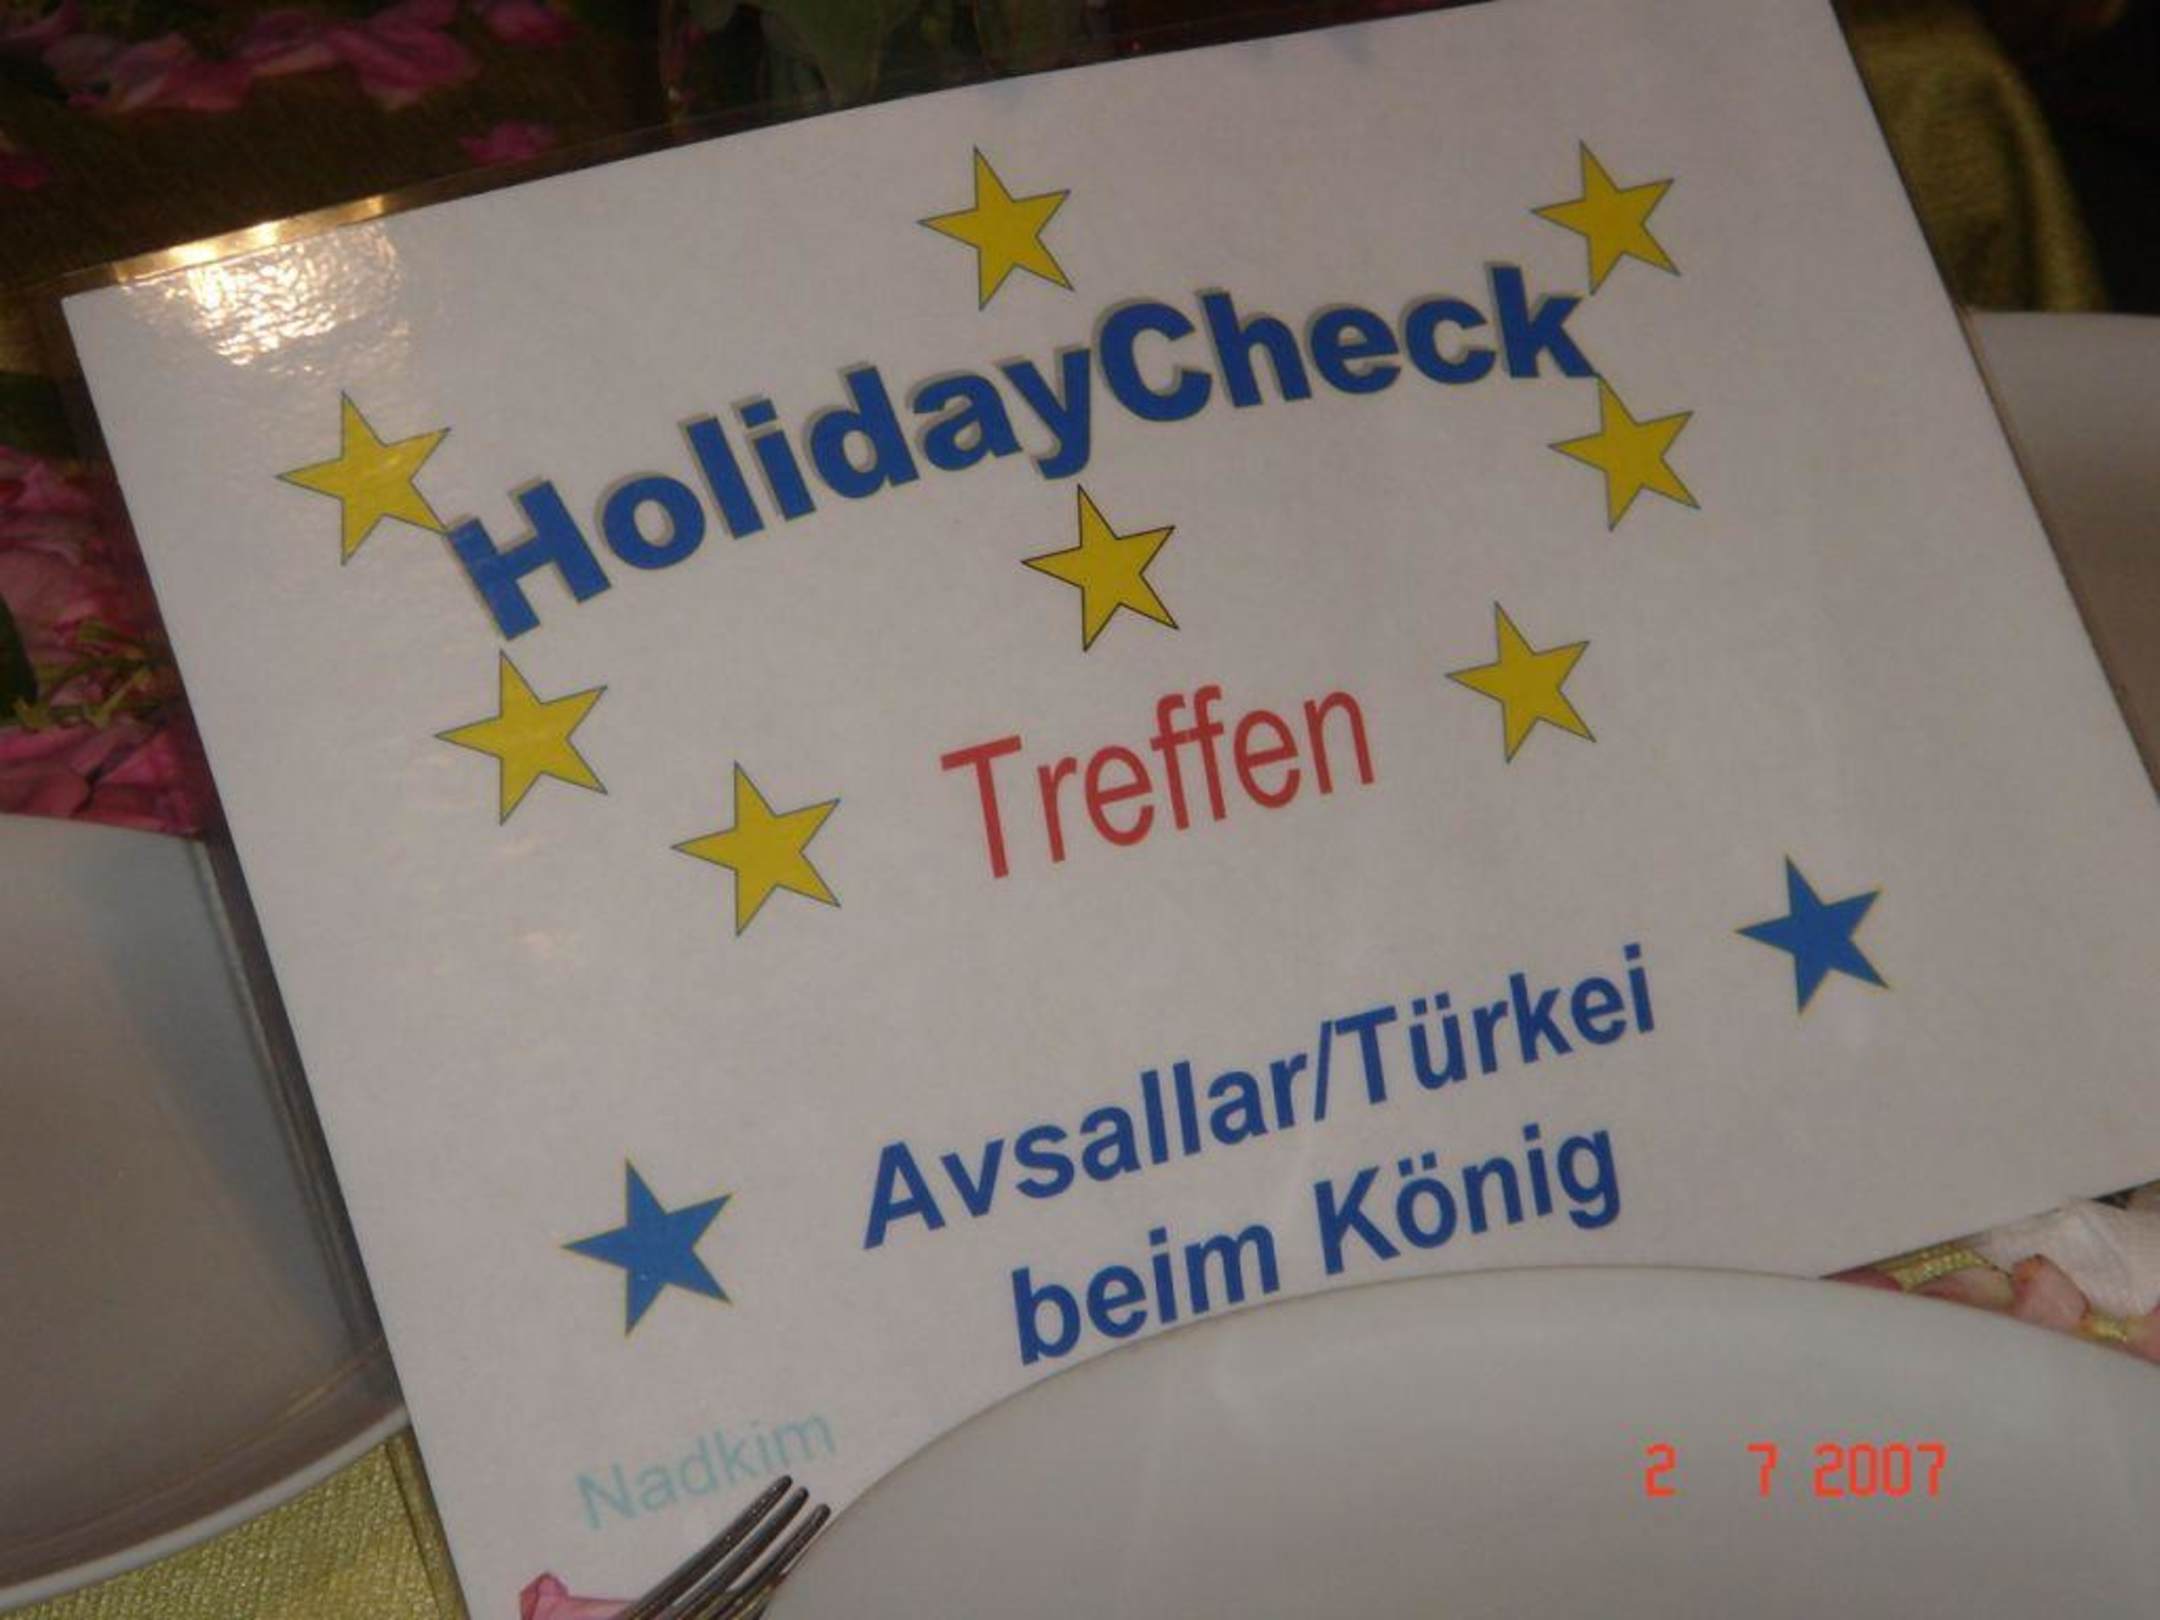 HolidayCheck
Treffen
Avsallar/Türkei
beim König
Nadkim
2 7 2007